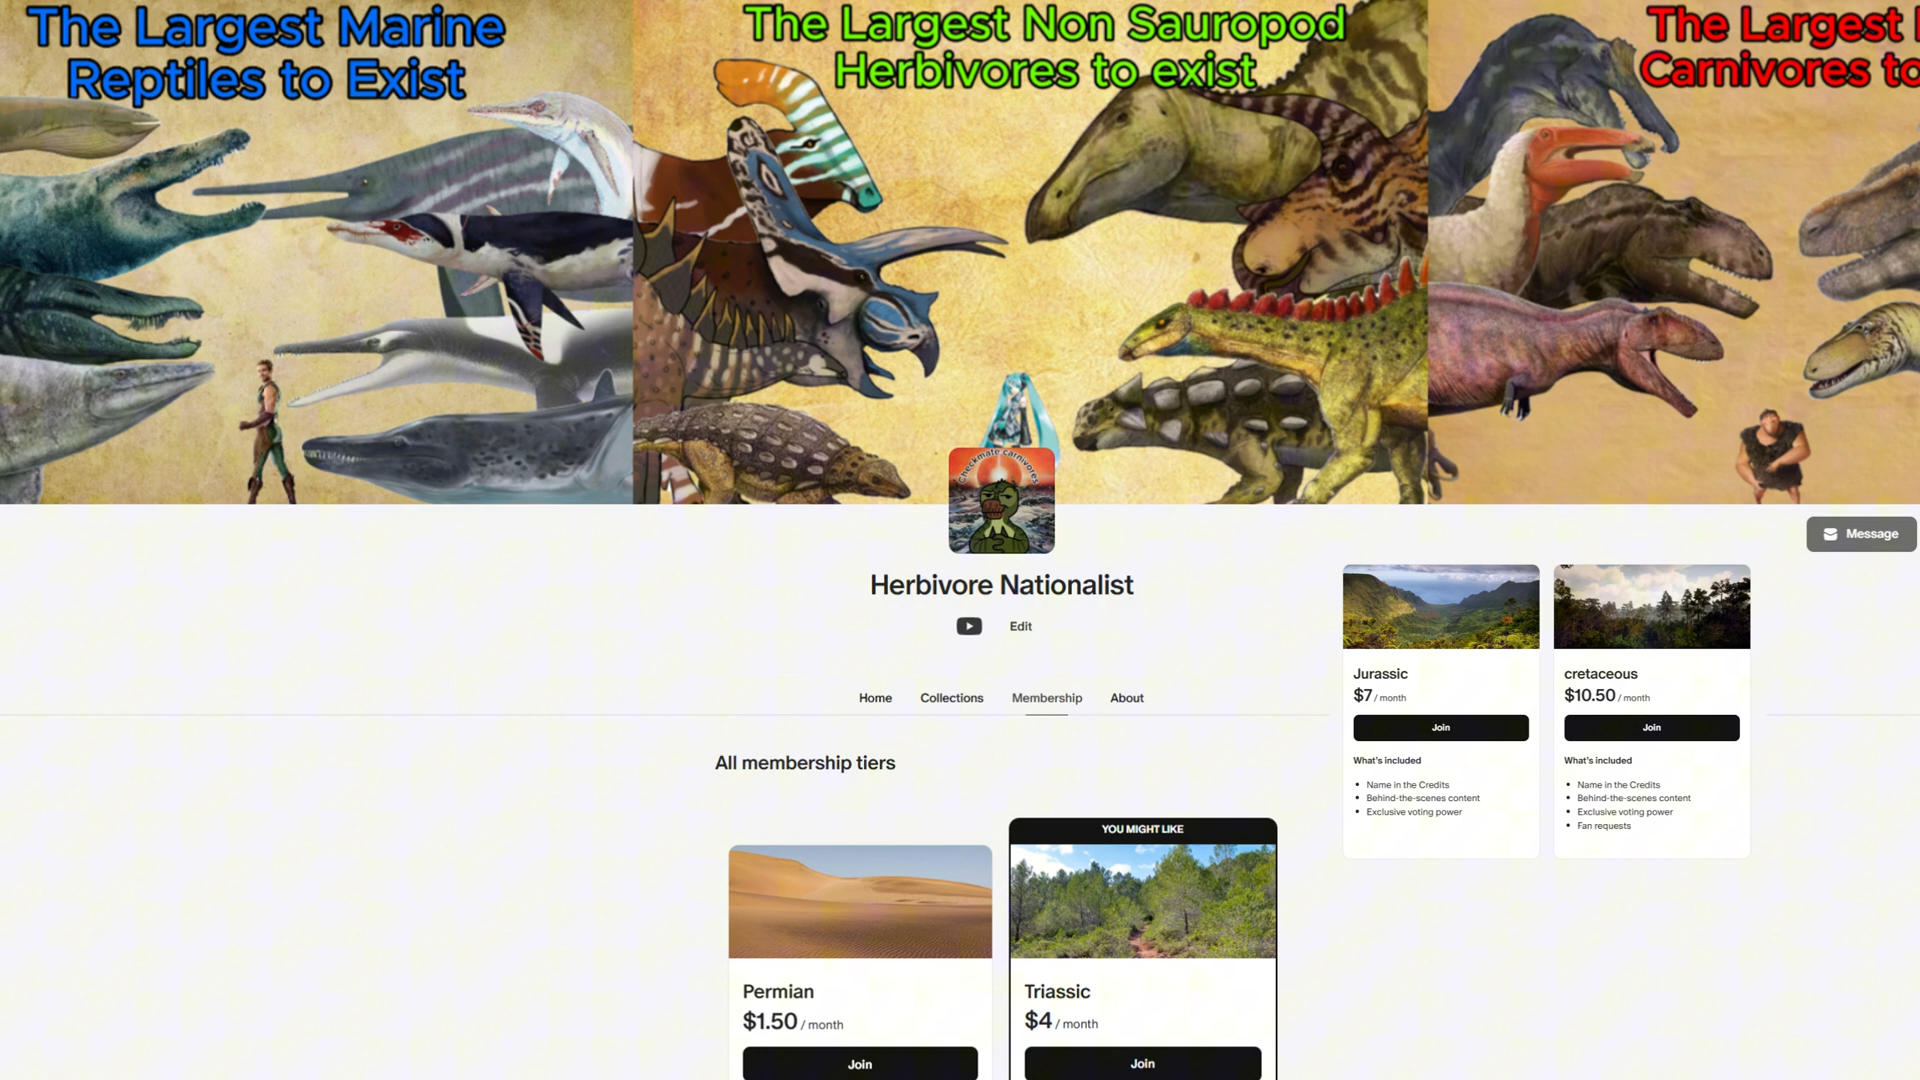 The Largest Marine
Reptiles to Exist
The Largest Non Sauropod
Herbivores to exist
The Largest
Carnivores to
Checkmate carnivores
Herbivore Nationalist
Edit
Message
Home Collections Membership About
All membership tiers
Permian
$1.50 / month
Join
YOU MIGHT LIKE
Triassic
$4 / month
Join
Jurassic
$7 / month
Join
What's included
• Name in the Credits
• Behind-the-scenes content
• Exclusive voting power
cretaceous
$10.50 / month
Join
What's included
• Name in the Credits
• Behind-the-scenes content
• Exclusive voting power
• Fan requests